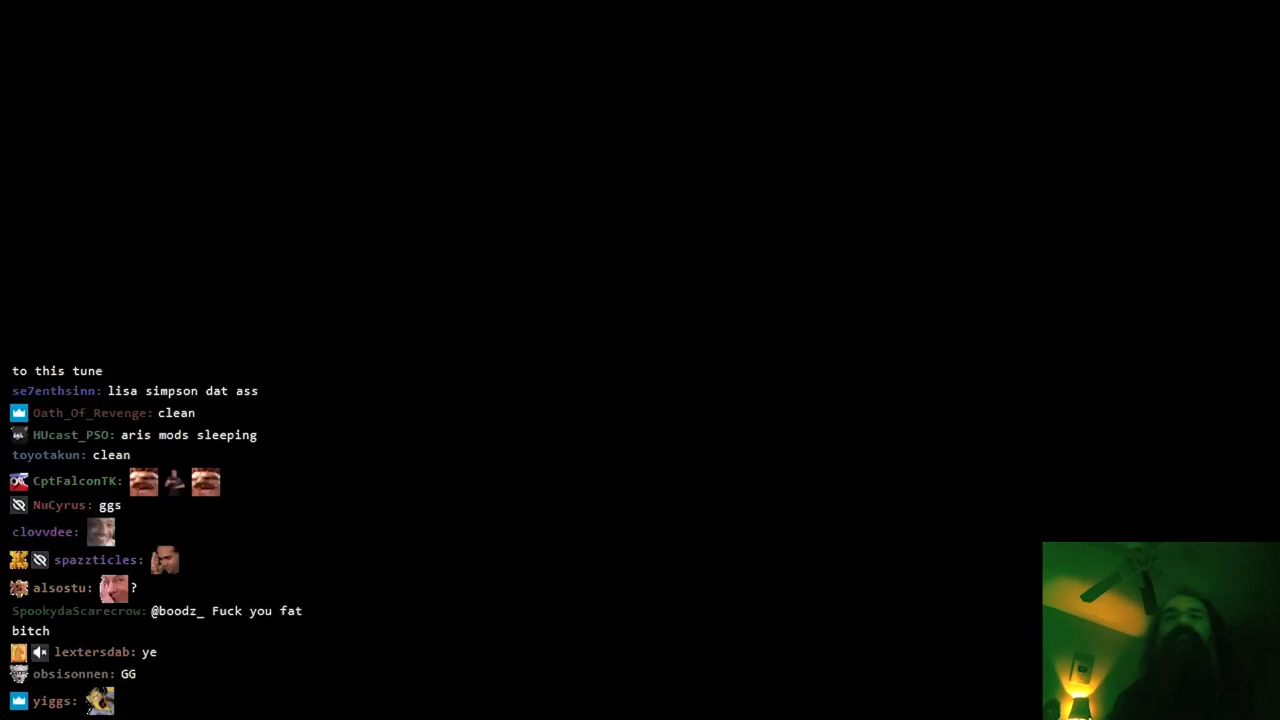 to this tune
se7enthsinn: lisa simpson dat ass
Oath_Of_Revenge: clean
HUcast_PSO: aris mods sleeping
toyotakun: clean
CptFalconTK:
NuCyrus: ggs
clovvdee:
spazzticles:
alsostu: ?
SpookydaScarecrow: @boodz_ Fuck you fat
bitch
lextersdab: ye
obsisonnen: GG
yiggs: